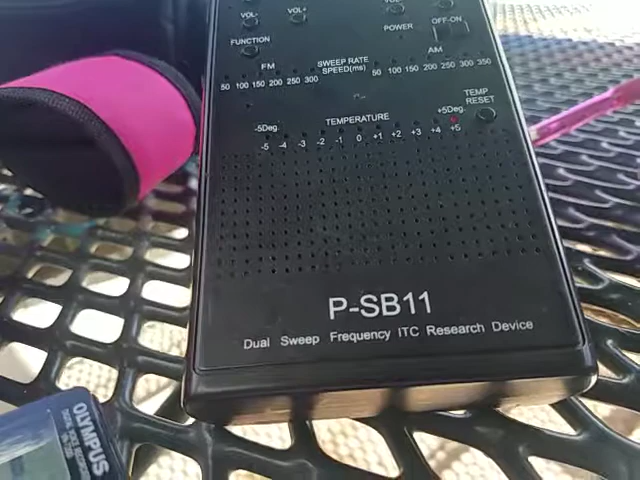 VOL- VOL+ VOL-
POWER OFF-ON
FUNCTION
FM SWEEP RATE SPEED(ms) AM
50 100 150 200 250 300 50 100 150 200 250 300 350
TEMP RESET
-5Deg. TEMPERATURE +5Deg.
-5 -4 -3 -2 -1 0 +1 +2 +3 +4 +5
P-SB11
Dual Sweep Frequency ITC Research Device
OLYMPUS